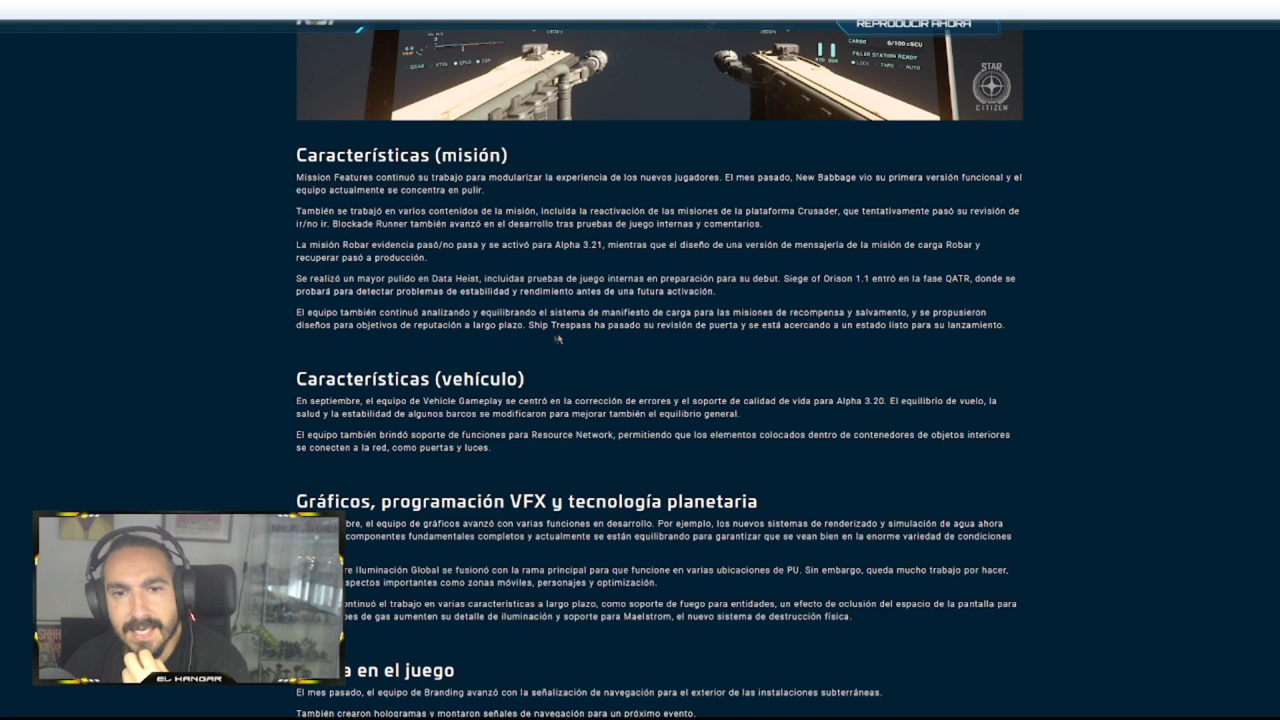 REPRODUCIR AHORA
CARGO 0/100 cSCU
FILLER STATION READY
STAR
CITIZEN
Características (misión)
Mission Features continuó su trabajo para modularizar la experiencia de los nuevos jugadores. El mes pasado, New Babbage vio su primera versión funcional y el
equipo actualmente se concentra en pulir.
También se trabajó en varios contenidos de la misión, incluida la reactivación de las misiones de la plataforma Crusader, que tentativamente pasó su revisión de
ir/no ir. Blockade Runner también avanzó en el desarrollo tras pruebas de juego internas y comentarios.
La misión Robar evidencia pasó/no pasa y se activó para Alpha 3.21, mientras que el diseño de una versión de mensajería de la misión de carga Robar y
recuperar pasó a producción.
Se realizó un mayor pulido en Data Heist, incluidas pruebas de juego internas en preparación para su debut. Siege of Orison 1.1 entró en la fase QATR, donde se
probará para detectar problemas de estabilidad y rendimiento antes de una futura activación.
El equipo también continuó analizando y equilibrando el sistema de manifiesto de carga para las misiones de recompensa y salvamento, y se propusieron
diseños para objetivos de reputación a largo plazo. Ship Trespass ha pasado su revisión de puerta y se está acercando a un estado listo para su lanzamiento.
Características (vehículo)
En septiembre, el equipo de Vehicle Gameplay se centró en la corrección de errores y el soporte de calidad de vida para Alpha 3.20. El equilibrio de vuelo, la
salud y la estabilidad de algunos barcos se modificaron para mejorar también el equilibrio general.
El equipo también brindó soporte de funciones para Resource Network, permitiendo que los elementos colocados dentro de contenedores de objetos interiores
se conecten a la red, como puertas y luces.
Gráficos, programación VFX y tecnología planetaria
bre, el equipo de gráficos avanzó con varias funciones en desarrollo. Por ejemplo, los nuevos sistemas de renderizado y simulación de agua ahora
componentes fundamentales completos y actualmente se están equilibrando para garantizar que se vean bien en la enorme variedad de condiciones
re Iluminación Global se fusionó con la rama principal para que funcione en varias ubicaciones de PU. Sin embargo, queda mucho trabajo por hacer,
spectos importantes como zonas móviles, personajes y optimización.
ontinuó el trabajo en varias características a largo plazo, como soporte de fuego para entidades, un efecto de oclusión del espacio de la pantalla para
es de gas aumenten su detalle de iluminación y soporte para Maelstrom, el nuevo sistema de destrucción física.
a en el juego
El mes pasado, el equipo de Branding avanzó con la señalización de navegación para el exterior de las instalaciones subterráneas.
También crearon hologramas y montaron señales de navegación para un próximo evento.
EL HANGAR